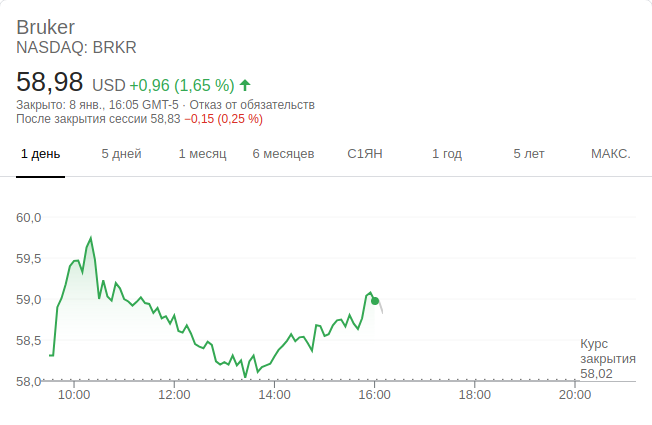 Bruker
NASDAQ: BRKR
58,98 USD +0,96 (1,65 %)
Закрыто: 8 янв., 16:05 GMT-5 · Отказ от обязательств
После закрытия сессии 58,83 −0,15 (0,25 %)
1 день 5 дней 1 месяц 6 месяцев С1ЯН 1 год 5 лет МАКС.
60,0
59,5
59,0
58,5
58,0
Курс
закрытия
58,02
10:00 12:00 14:00 16:00 18:00 20:00